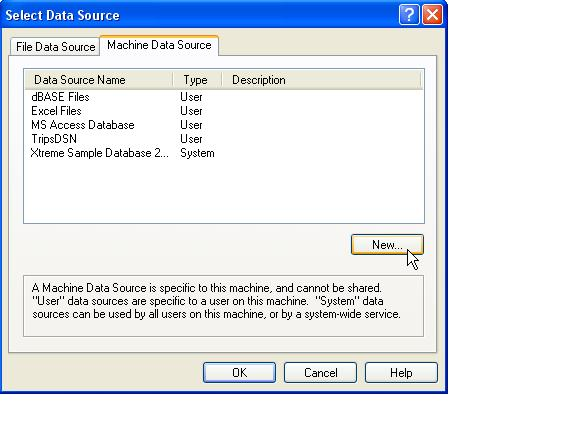 Select Data Source
File Data Source Machine Data Source
Data Source Name Type Description
dBASE Files User
Excel Files User
MS Access Database User
TripsDSN User
Xtreme Sample Database 2... System
New...
A Machine Data Source is specific to this machine, and cannot be shared.
"User" data sources are specific to a user on this machine. "System" data
sources can be used by all users on this machine, or by a system-wide service.
OK Cancel Help